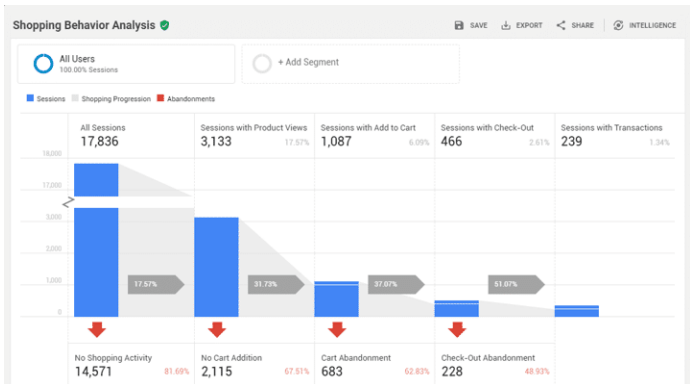 Shopping Behavior Analysis
SAVE EXPORT SHARE INTELLIGENCE
All Users
100.00% Sessions
+ Add Segment
Sessions Shopping Progression Abandonments
All Sessions
17,836
Sessions with Product Views
3,133 17.57%
Sessions with Add to Cart
1,087 6.09%
Sessions with Check-Out
466 2.61%
Sessions with Transactions
239 1.34%
18,000
17,000
3,000
2,000
1,000
0
17.57%
31.73%
37.07%
51.07%
No Shopping Activity
14,571 81.69%
No Cart Addition
2,115 67.51%
Cart Abandonment
683 62.83%
Check-Out Abandonment
228 48.93%